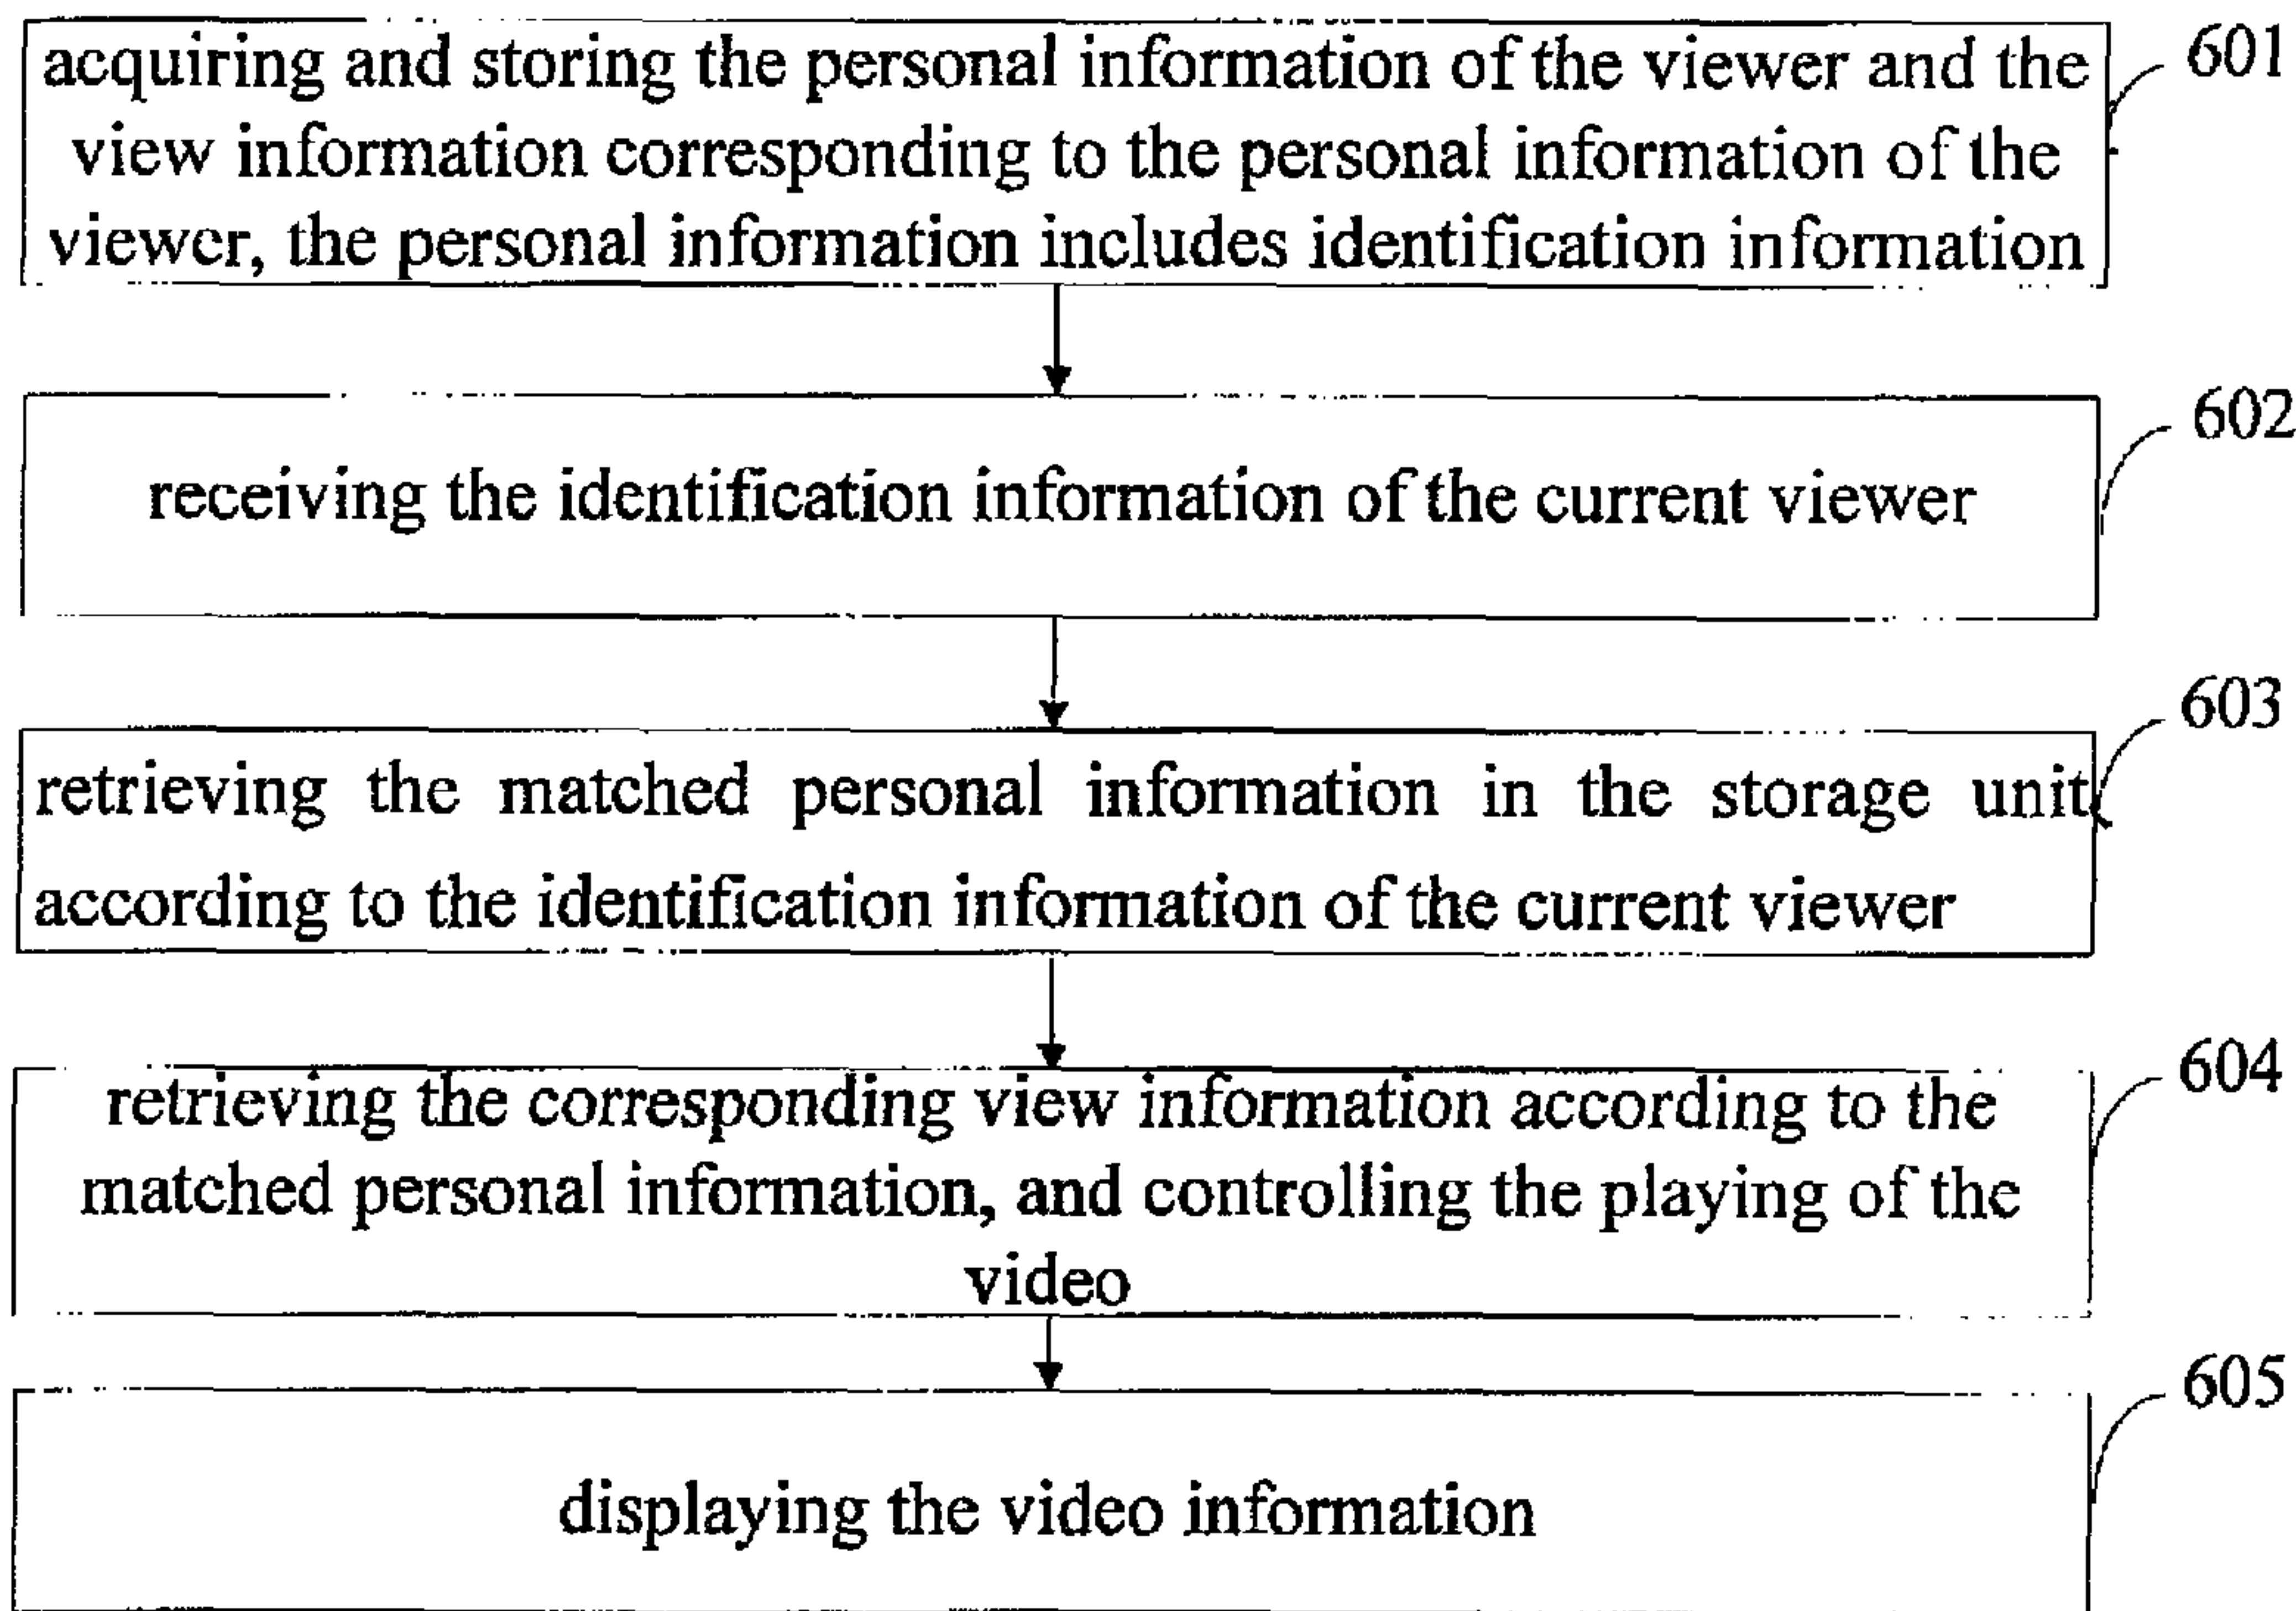 acquiring and storing the personal information of the viewer and the
601
view information corresponding to the personal information of the
viewer, the personal information includes identification information
602
receiving the identification information of the current viewer
603
retrieving the matched personal information in the storage unit
according to the identification information of the current viewer
604
retrieving the corresponding view information according to the
matched personal information, and controlling the playing of the
video
605
displaying the video information